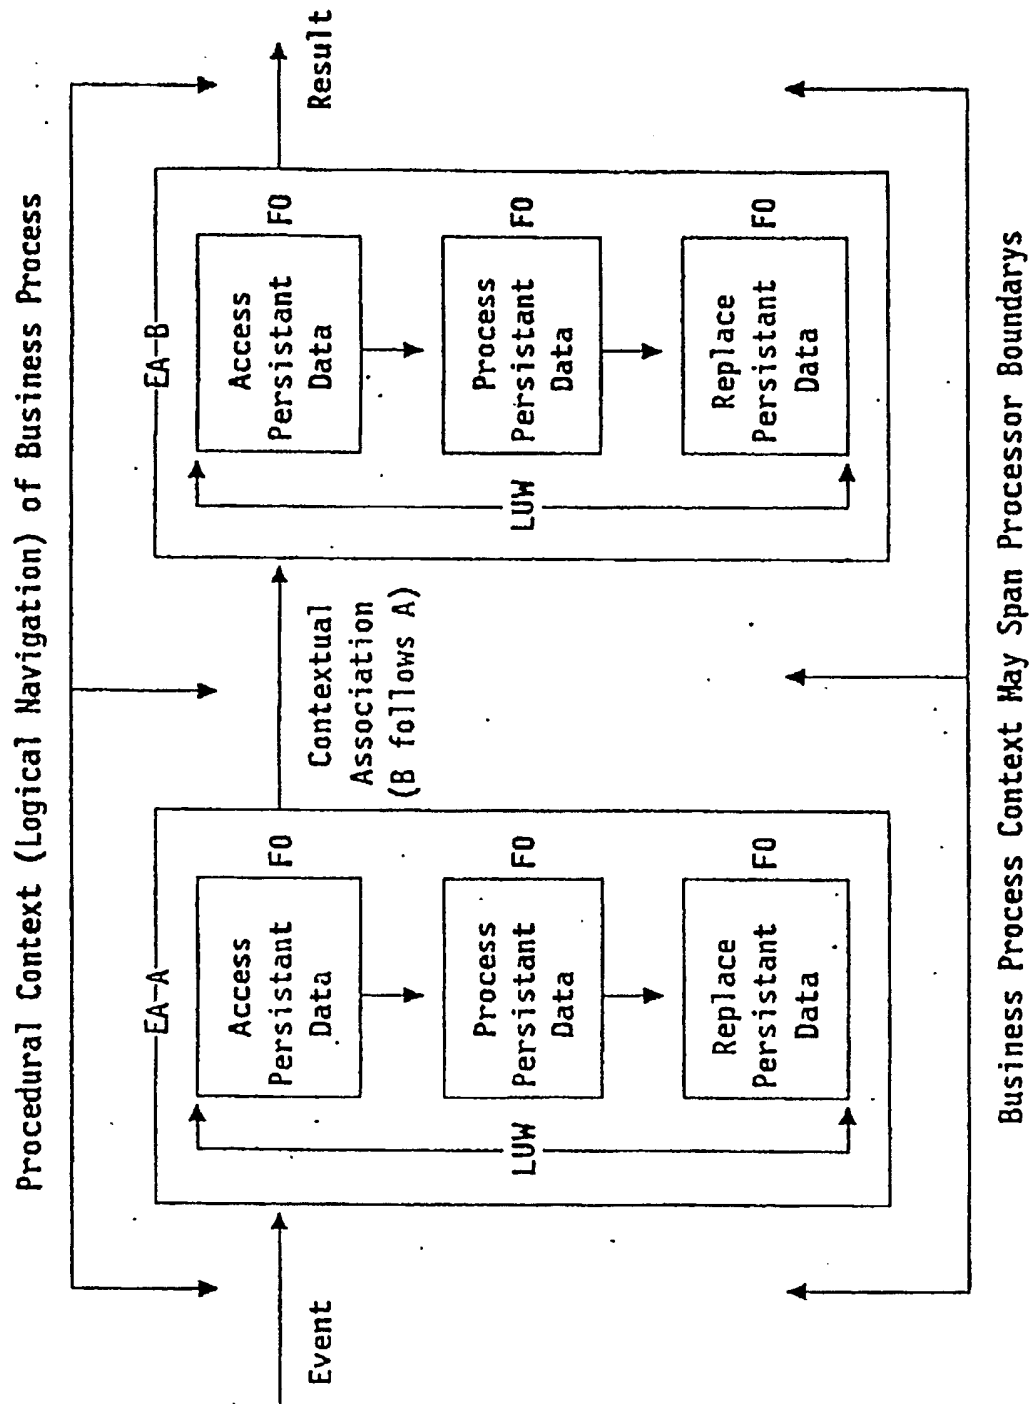 Procedural Context (Logical Navigation) of Business Process
EA-A
EA-B
Event
LUW
Access
Persistant
Data
FO
Process
Persistant
Data
FO
Replace
Persistant
Data
FO
Contextual
Association
(B follows A)
LUW
Access
Persistant
Data
FO
Process
Persistant
Data
FO
Replace
Persistant
Data
FO
Result
Business Process Context May Span Processor Boundarys